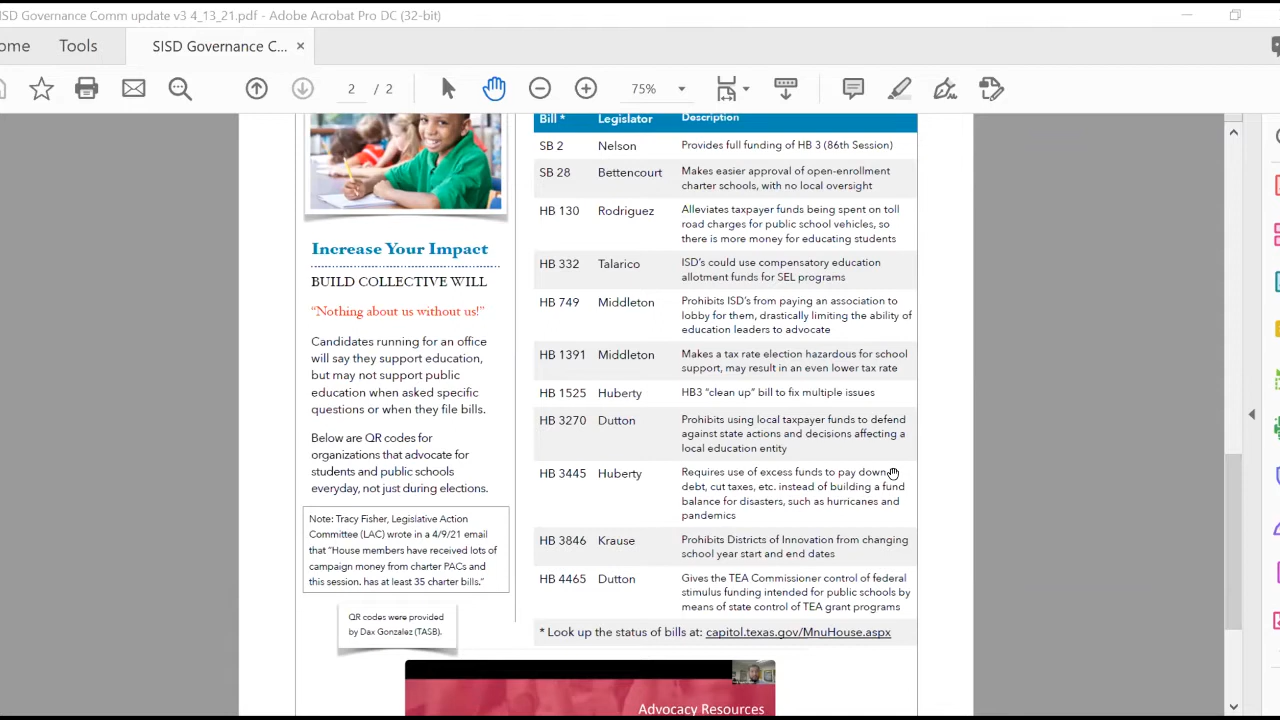 ISD Governance Comm update v3 4_13_21.pdf - Adobe Acrobat Pro DC (32-bit)
ome
Tools
SISD Governance C... ×
2 / 2
75%
Bill * Legislator Description
SB 2 Nelson Provides full funding of HB 3 (86th Session)
SB 28 Bettencourt Makes easier approval of open-enrollment
charter schools, with no local oversight
HB 130 Rodriguez Alleviates taxpayer funds being spent on toll
road charges for public school vehicles, so
there is more money for educating students
HB 332 Talarico ISD's could use compensatory education
allotment funds for SEL programs
HB 749 Middleton Prohibits ISD's from paying an association to
lobby for them, drastically limiting the ability of
education leaders to advocate
HB 1391 Middleton Makes a tax rate election hazardous for school
support, may result in an even lower tax rate
HB 1525 Huberty HB3 "clean up" bill to fix multiple issues
HB 3270 Dutton Prohibits using local taxpayer funds to defend
against state actions and decisions affecting a
local education entity
HB 3445 Huberty Requires use of excess funds to pay down
debt, cut taxes, etc. instead of building a fund
balance for disasters, such as hurricanes and
pandemics
HB 3846 Krause Prohibits Districts of Innovation from changing
school year start and end dates
HB 4465 Dutton Gives the TEA Commissioner control of federal
stimulus funding intended for public schools by
means of state control of TEA grant programs
* Look up the status of bills at: capitol.texas.gov/MnuHouse.aspx
Increase Your Impact
BUILD COLLECTIVE WILL
"Nothing about us without us!"
Candidates running for an office
will say they support education,
but may not support public
education when asked specific
questions or when they file bills.
Below are QR codes for
organizations that advocate for
students and public schools
everyday, not just during elections.
Note: Tracy Fisher, Legislative Action
Committee (LAC) wrote in a 4/9/21 email
that "House members have received lots of
campaign money from charter PACs and
this session. has at least 35 charter bills."
QR codes were provided
by Dax Gonzalez (TASB).
Advocacy Resources